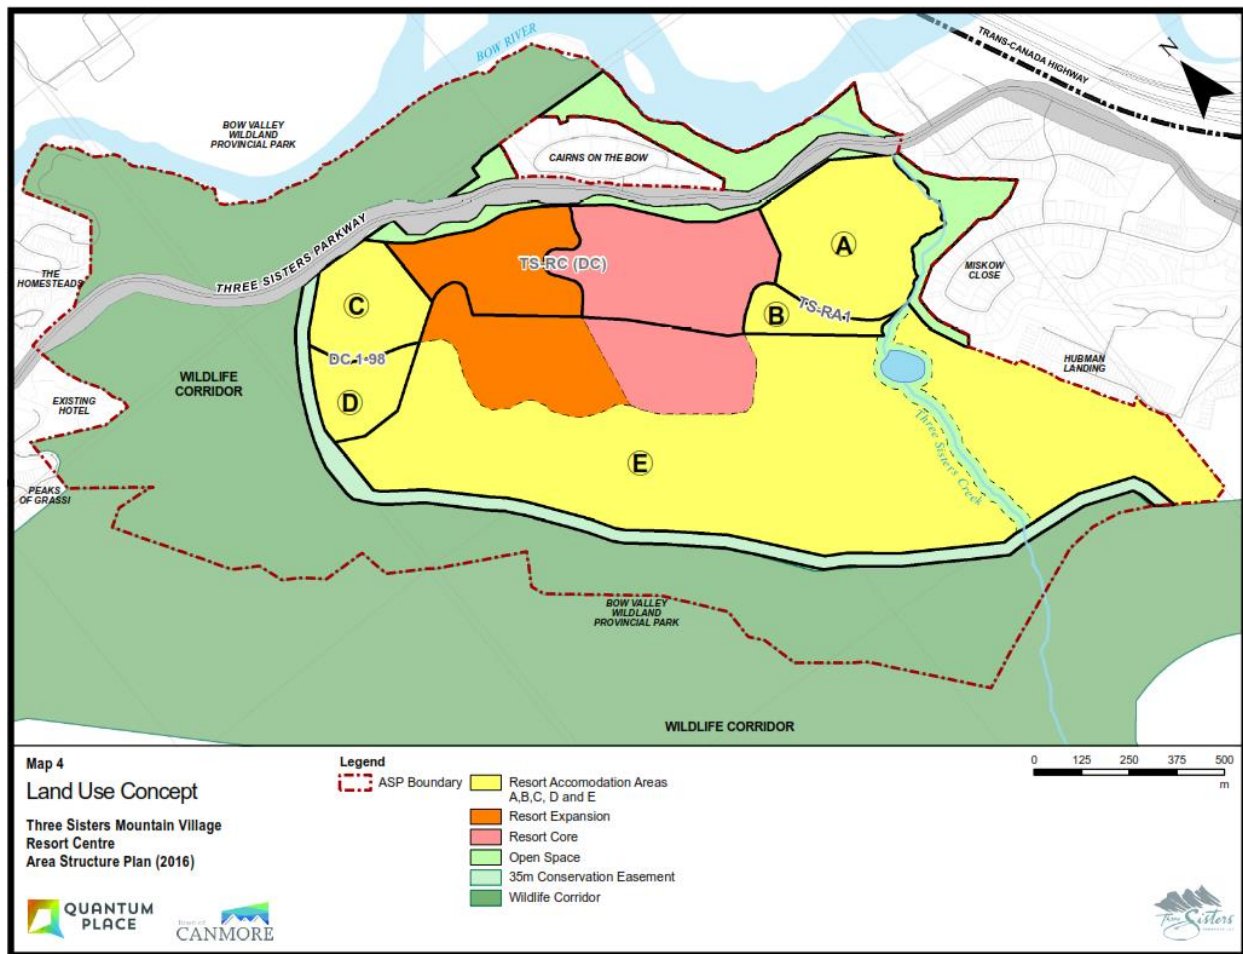 BOW RIVER
TRANS-CANADA HIGHWAY
N
BOW VALLEY
WILDLAND
PROVINCIAL PARK
CAIRNS ON THE BOW
THREE SISTERS PARKWAY
THE
HOMESTEADS
TS-RC (DC)
A
B
TS-RA1
MISKOW
CLOSE
C
DC 1-98
D
HUBMAN
LANDING
WILDLIFE
CORRIDOR
EXISTING
HOTEL
E
Three Sisters Creek
PEAKS
OF GRASSI
BOW VALLEY
WILDLAND
PROVINCIAL PARK
WILDLIFE CORRIDOR
Map 4
Land Use Concept
Three Sisters Mountain Village
Resort Centre
Area Structure Plan (2016)
QUANTUM
PLACE
Town of
CANMORE
Legend
ASP Boundary
Resort Accomodation Areas
A,B,C, D and E
Resort Expansion
Resort Core
Open Space
35m Conservation Easement
Wildlife Corridor
0 125 250 375 500
m
Three Sisters